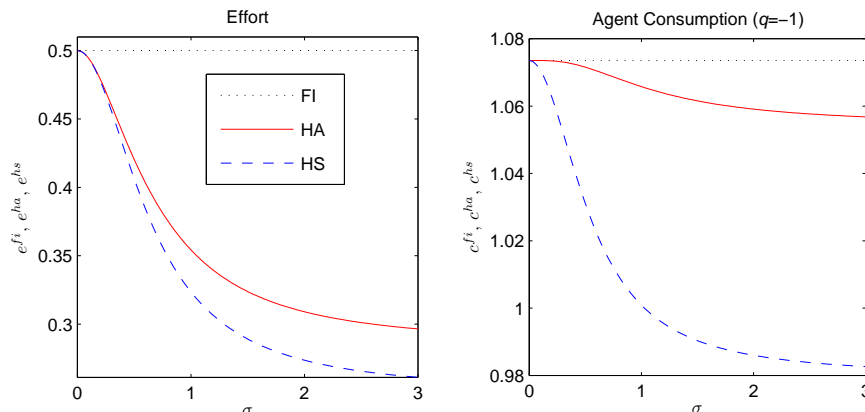 Effort
0.5
0.45
0.4
0.35
0.3
e^{fi}, e^{ha}, e^{hs}
FI
HA
HS
0 1 2 3
σ
Agent Consumption (q=−1)
1.08
1.06
1.04
1.02
1
0.98
c^{fi}, c^{ha}, c^{hs}
0 1 2 3
σ